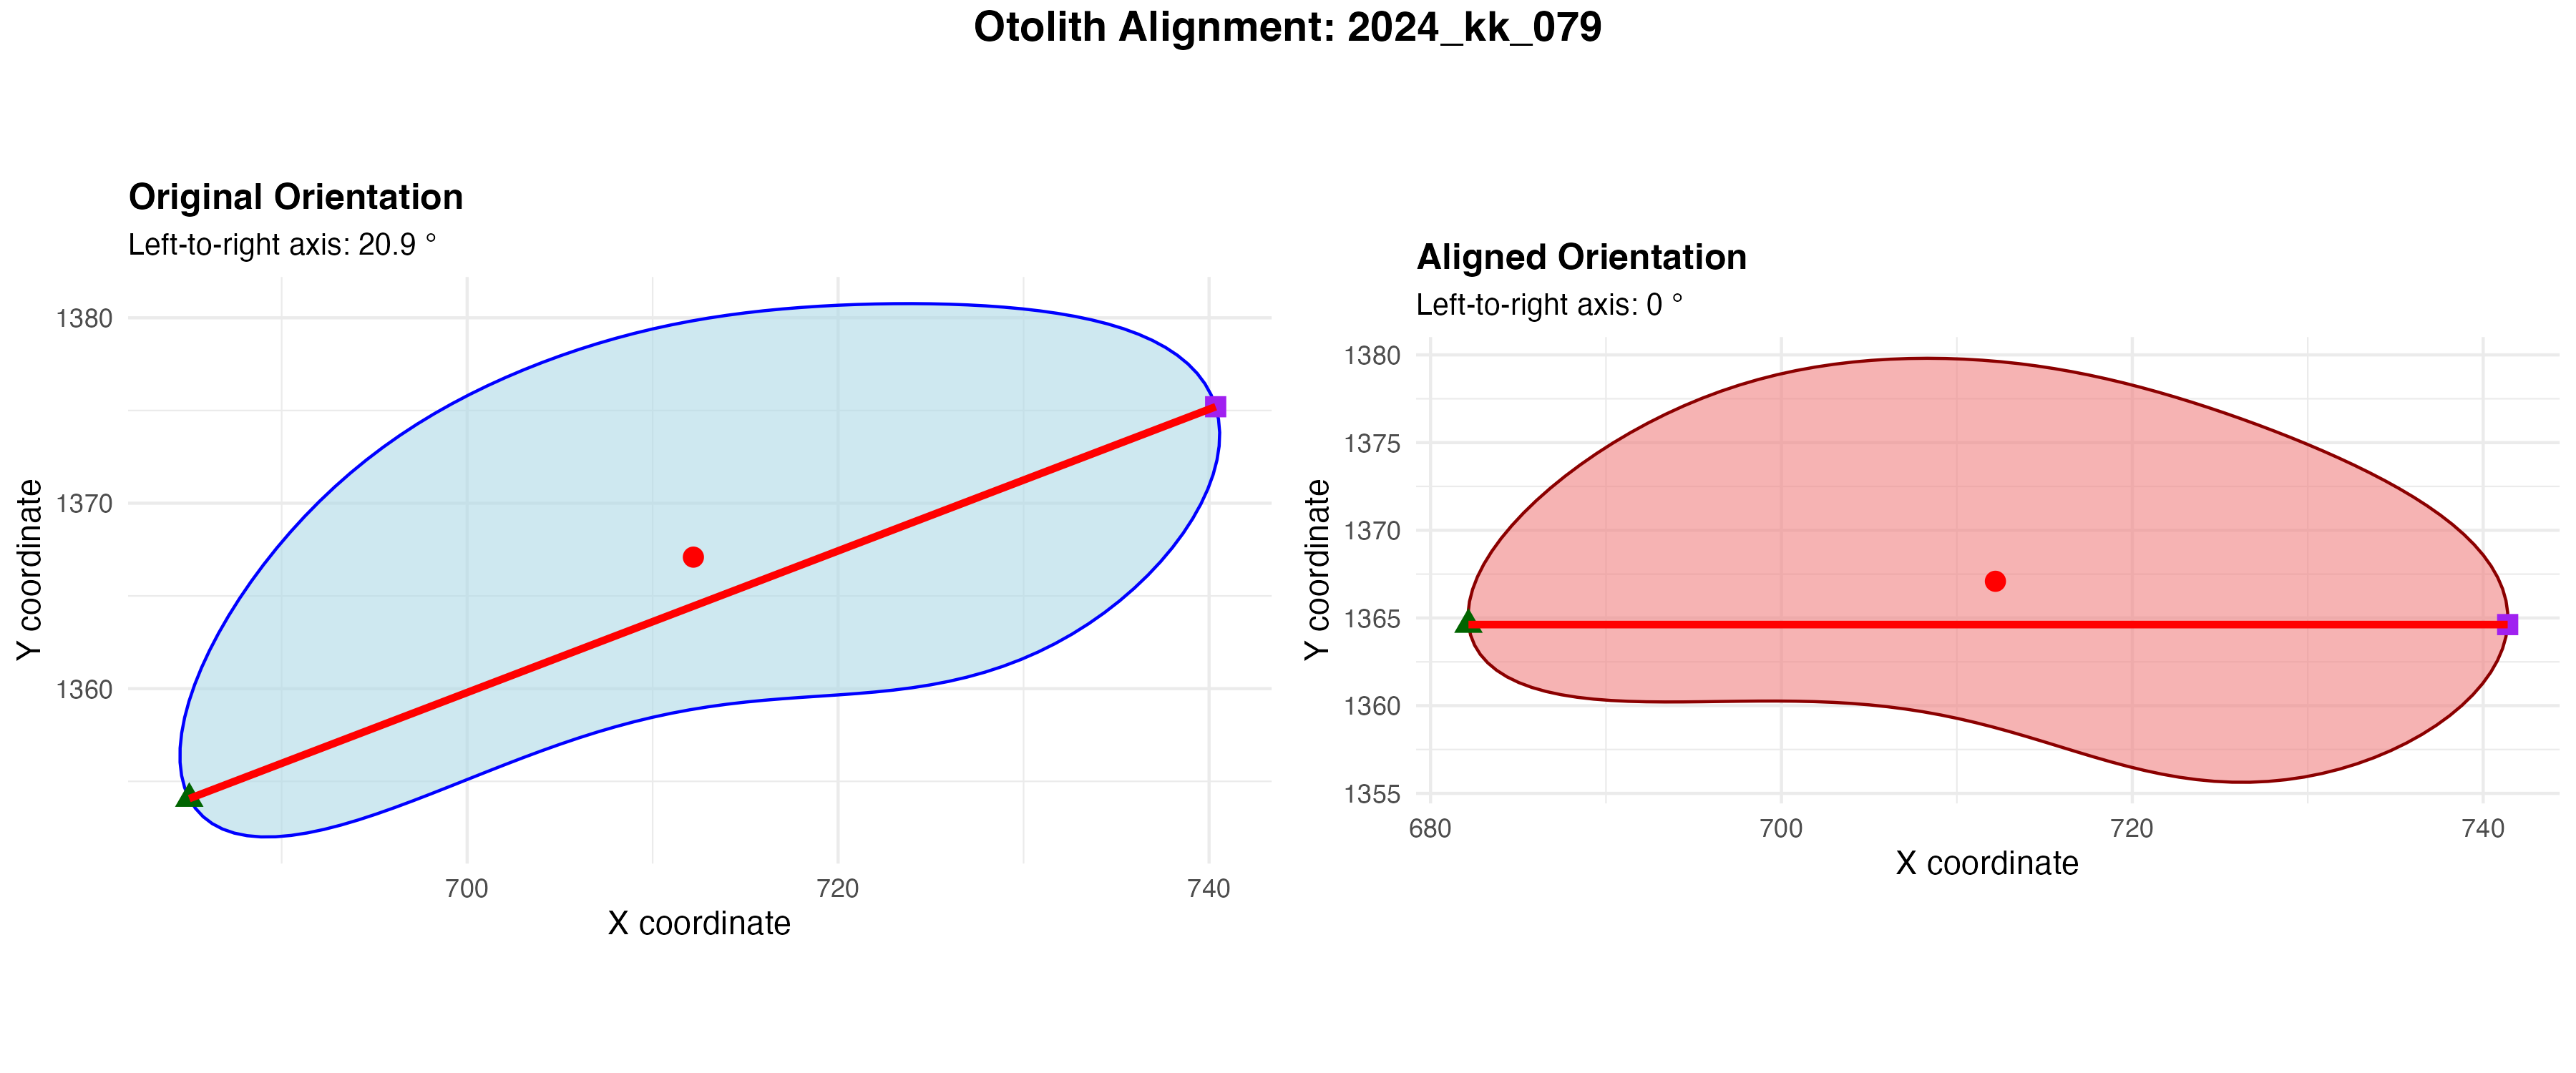 Otolith Alignment: 2024_kk_079
Original Orientation
Left-to-right axis: 20.9 °
1380
1370
1360
Y coordinate
700
720
740
X coordinate
Aligned Orientation
Left-to-right axis: 0 °
1380
1375
1370
1365
1360
1355
Y coordinate
680
700
720
740
X coordinate